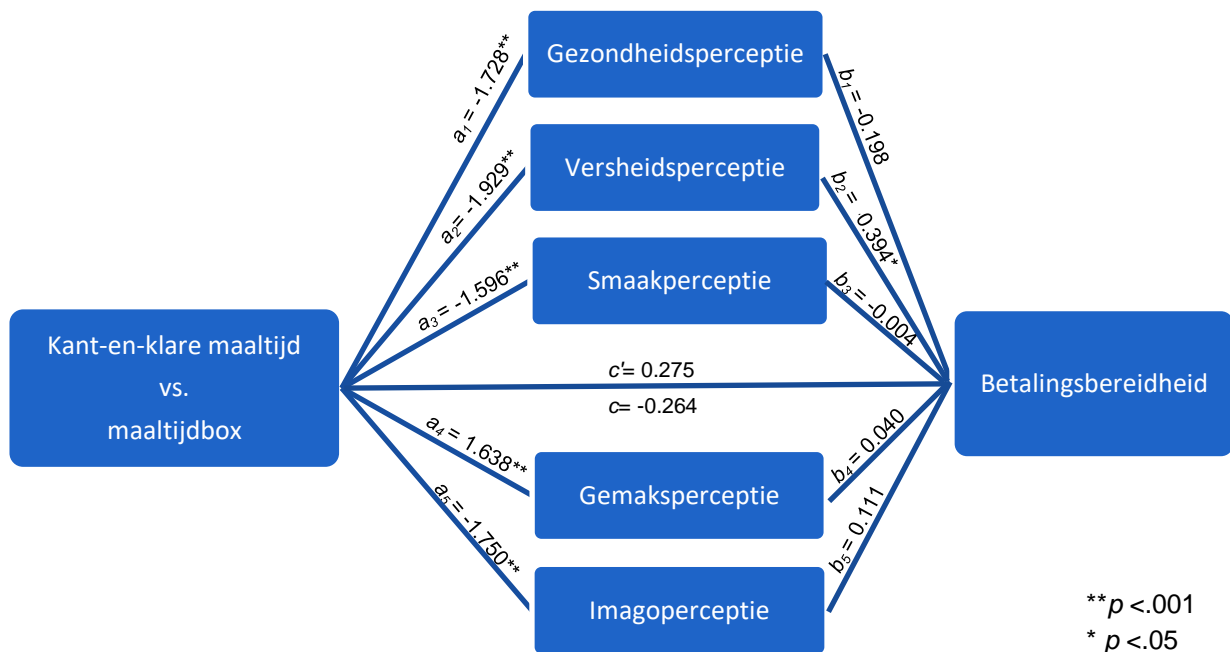 Gezondheidsperceptie
a1 = -1.728**
b1 = -0.198
Versheidsperceptie
a2= -1.929**
b2 = 0.394*
Smaakperceptie
a3= -1.596**
b3 = -0.004
Kant-en-klare maaltijd
vs.
maaltijdbox
c'= 0.275
c= -0.264
Betalingsbereidheid
a4 = 1.638**
b4 = 0.040
Gemaksperceptie
a5 = -1.750**
b5 = 0.111
Imagoperceptie
**p <.001
* p <.05